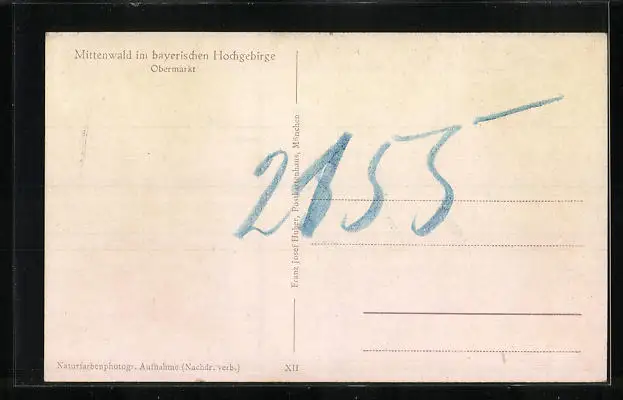 Mittenwald im bayerischen Hochgebirge
Obermarkt
2155
Franz Josef Huber, Postkartenhaus, München
Naturfarbenphotogr. Aufnahme (Nachdr. verb.)
XII